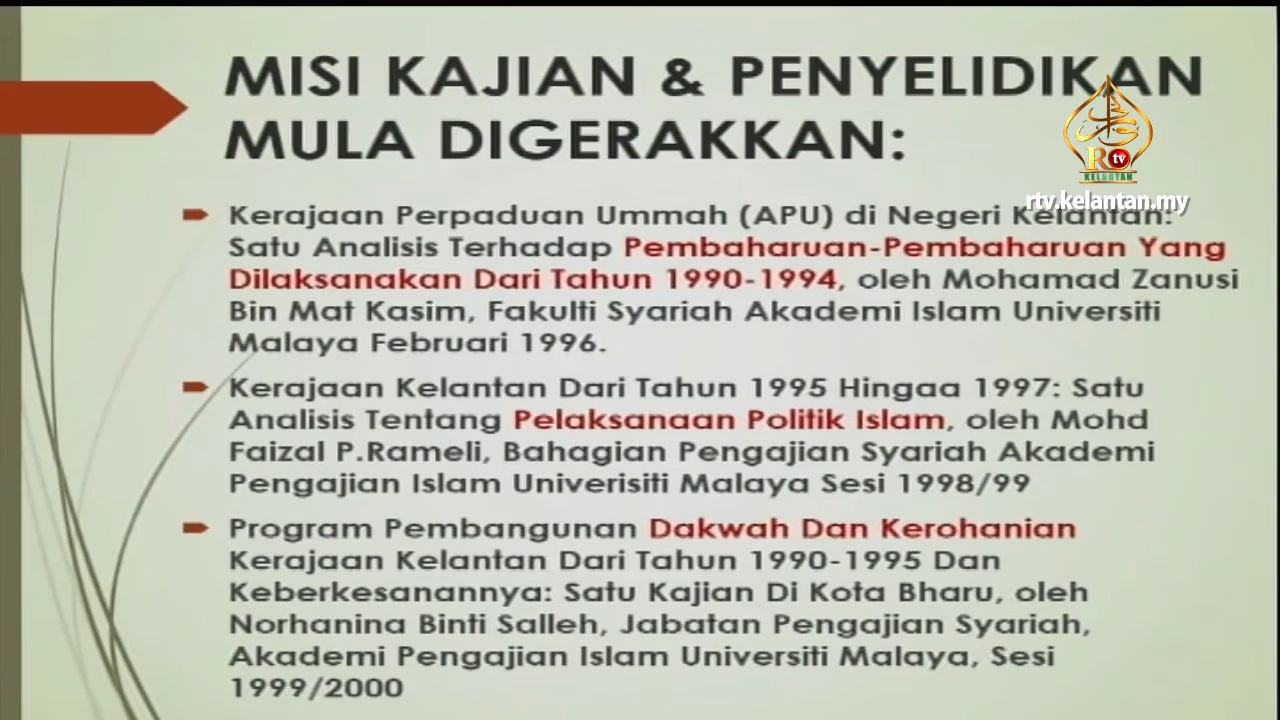 MISI KAJIAN & PENYELIDIKAN
MULA DIGERAKKAN:
R tv
KELANTAN
rtv.kelantan.my
Kerajaan Perpaduan Ummah (APU) di Negeri Kelantan:
Satu Analisis Terhadap Pembaharuan-Pembaharuan Yang
Dilaksanakan Dari Tahun 1990-1994, oleh Mohamad Zanusi
Bin Mat Kasim, Fakulti Syariah Akademi Islam Universiti
Malaya Februari 1996.
Kerajaan Kelantan Dari Tahun 1995 Hingaa 1997: Satu
Analisis Tentang Pelaksanaan Politik Islam, oleh Mohd
Faizal P.Rameli, Bahagian Pengajian Syariah Akademi
Pengajian Islam Univerisiti Malaya Sesi 1998/99
Program Pembangunan Dakwah Dan Kerohanian
Kerajaan Kelantan Dari Tahun 1990-1995 Dan
Keberkesanannya: Satu Kajian Di Kota Bharu, oleh
Norhanina Binti Salleh, Jabatan Pengajian Syariah,
Akademi Pengajian Islam Universiti Malaya, Sesi
1999/2000